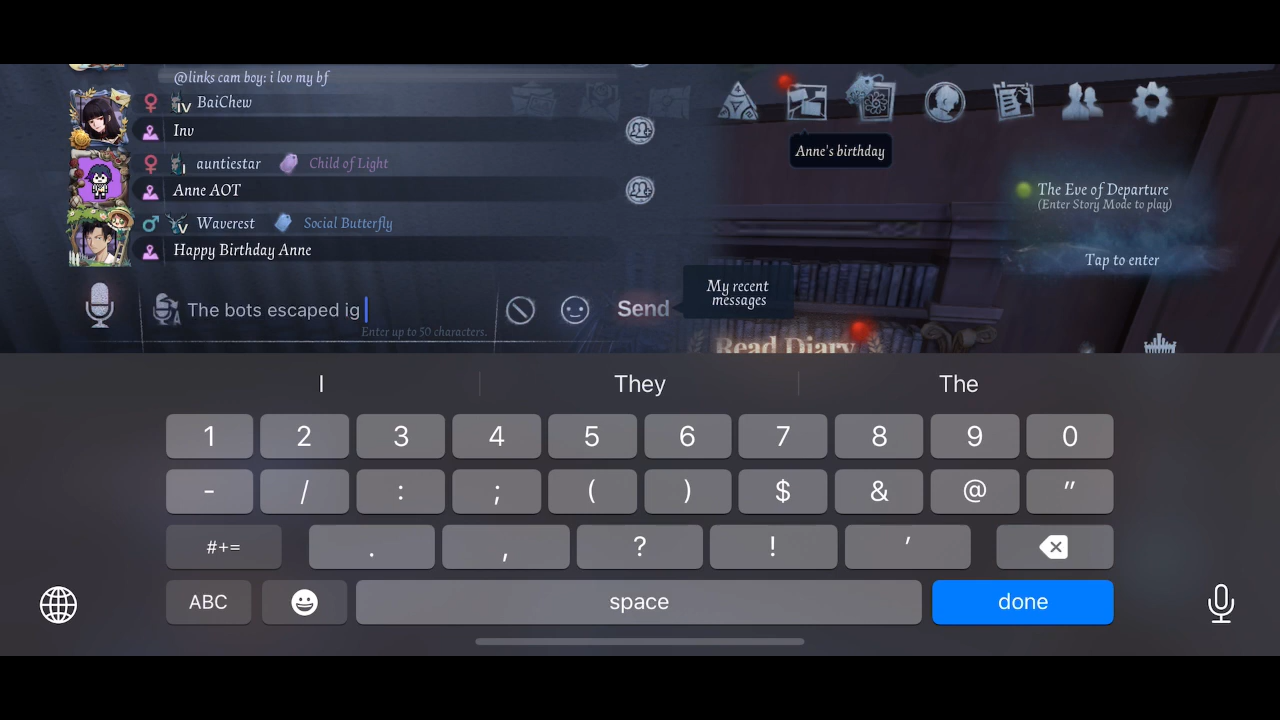 @links cam boy: i lov my bf
IV BaiChew
Inv
I auntiestar Child of Light
Anne AOT
V Waverest Social Butterfly
Happy Birthday Anne
Anne's birthday
The Eve of Departure
(Enter Story Mode to play)
Tap to enter
The bots escaped ig
Enter up to 50 characters.
Send
My recent
messages
Read Diary
I They The
1 2 3 4 5 6 7 8 9 0
- / : ; ( ) $ & @ "
#+= . , ? ! '
ABC space done